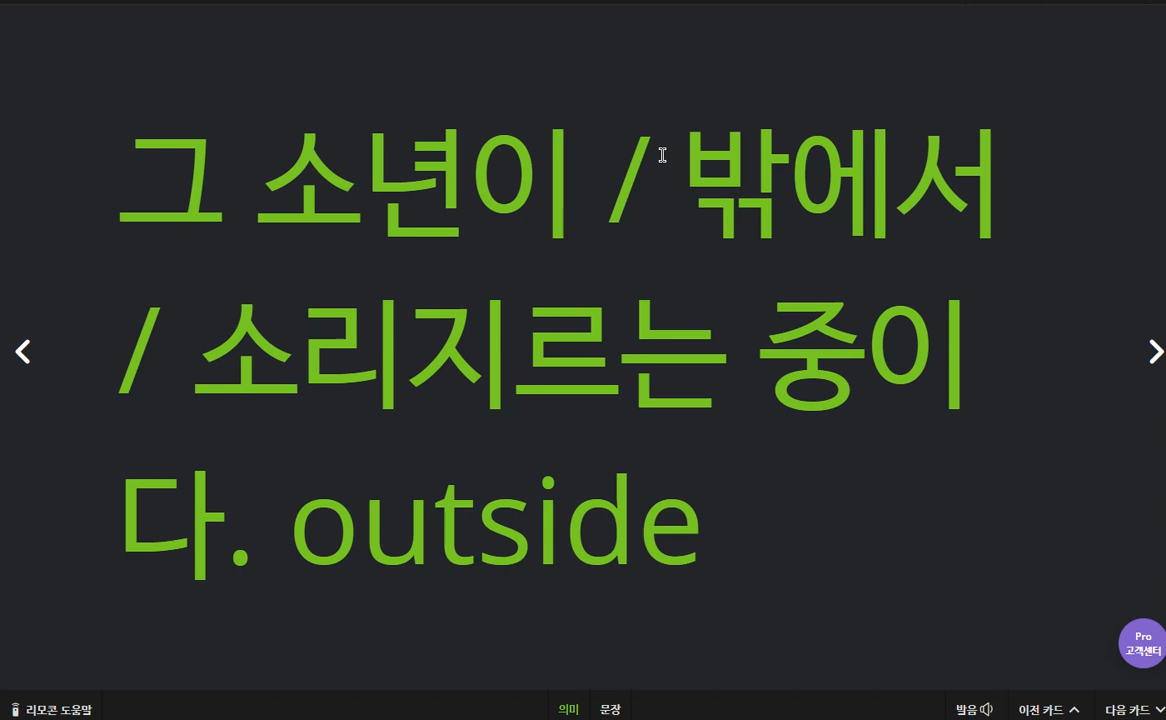 그 소년이 / 밖에서
/ 소리지르는 중이
다. outside
Pro
고객센터
리모콘 도움말
의미
문장
발음
이전 카드
다음 카드